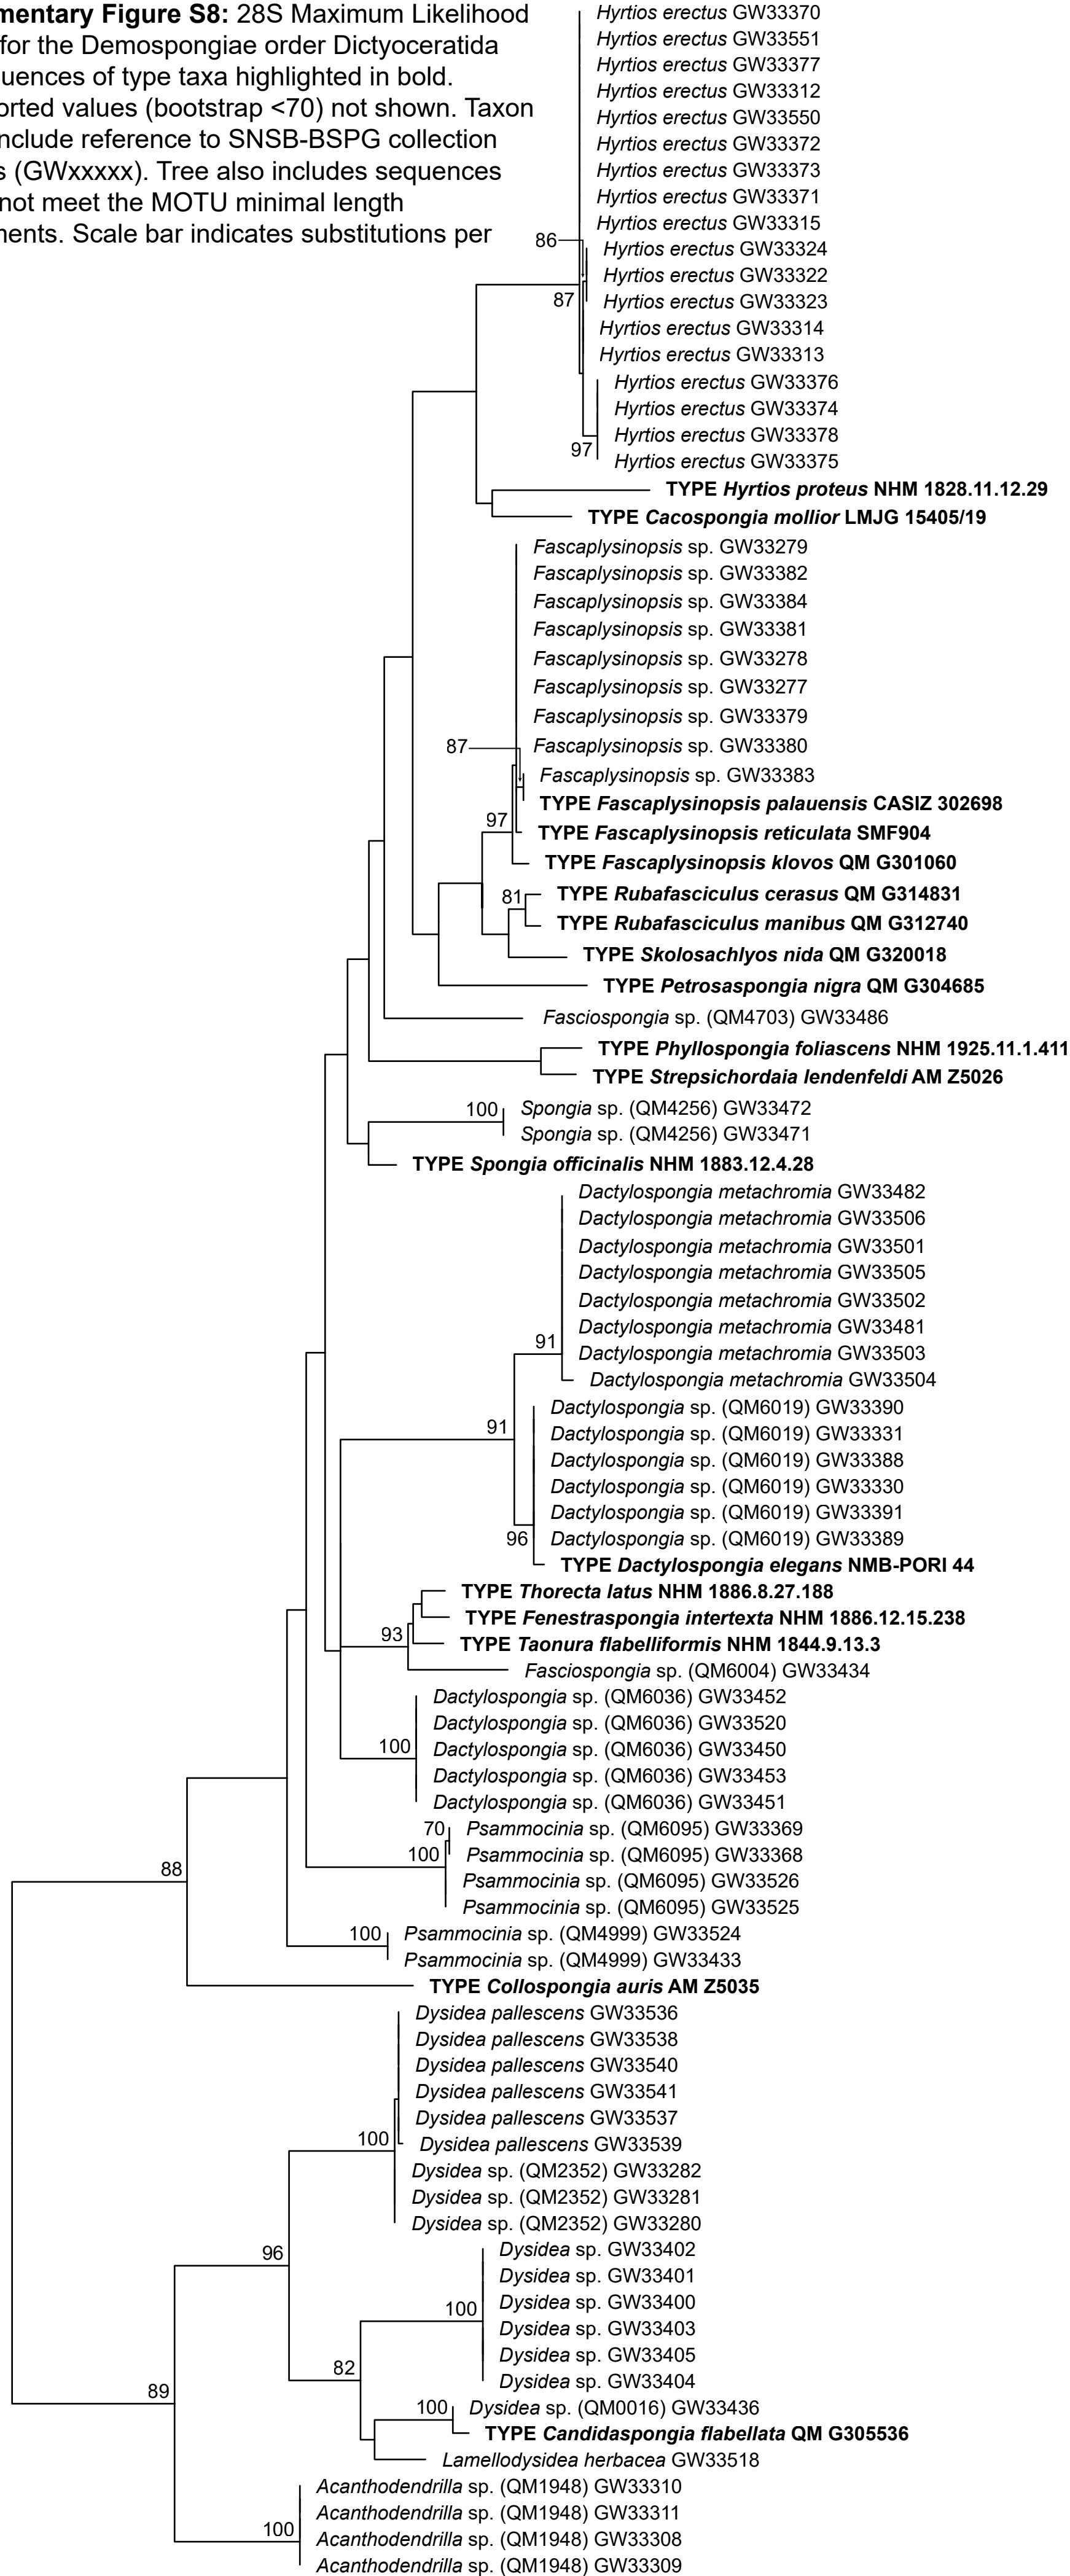 mentary Figure S8: 28S Maximum Likelihood
for the Demospongiae order Dictyoceratida
uences of type taxa highlighted in bold.
orted values (bootstrap <70) not shown. Taxon
nclude reference to SNSB-BSPG collection
s (GWxxxxx). Tree also includes sequences
not meet the MOTU minimal length
nents. Scale bar indicates substitutions per
Hyrtios erectus GW33370
Hyrtios erectus GW33551
Hyrtios erectus GW33377
Hyrtios erectus GW33312
Hyrtios erectus GW33550
Hyrtios erectus GW33372
Hyrtios erectus GW33373
Hyrtios erectus GW33371
Hyrtios erectus GW33315
86
Hyrtios erectus GW33324
Hyrtios erectus GW33322
87
Hyrtios erectus GW33323
Hyrtios erectus GW33314
Hyrtios erectus GW33313
Hyrtios erectus GW33376
Hyrtios erectus GW33374
Hyrtios erectus GW33378
97
Hyrtios erectus GW33375
TYPE Hyrtios proteus NHM 1828.11.12.29
TYPE Cacospongia mollior LMJG 15405/19
Fascaplysinopsis sp. GW33279
Fascaplysinopsis sp. GW33382
Fascaplysinopsis sp. GW33384
Fascaplysinopsis sp. GW33381
Fascaplysinopsis sp. GW33278
Fascaplysinopsis sp. GW33277
Fascaplysinopsis sp. GW33379
87
Fascaplysinopsis sp. GW33380
Fascaplysinopsis sp. GW33383
TYPE Fascaplysinopsis palauensis CASIZ 302698
97
TYPE Fascaplysinopsis reticulata SMF904
TYPE Fascaplysinopsis klovos QM G301060
81
TYPE Rubafasciculus cerasus QM G314831
TYPE Rubafasciculus manibus QM G312740
TYPE Skolosachlyos nida QM G320018
TYPE Petrosaspongia nigra QM G304685
Fasciospongia sp. (QM4703) GW33486
TYPE Phyllospongia foliascens NHM 1925.11.1.411
TYPE Strepsichordaia lendenfeldi AM Z5026
100
Spongia sp. (QM4256) GW33472
Spongia sp. (QM4256) GW33471
TYPE Spongia officinalis NHM 1883.12.4.28
Dactylospongia metachromia GW33482
Dactylospongia metachromia GW33506
Dactylospongia metachromia GW33501
Dactylospongia metachromia GW33505
Dactylospongia metachromia GW33502
Dactylospongia metachromia GW33481
91
Dactylospongia metachromia GW33503
Dactylospongia metachromia GW33504
Dactylospongia sp. (QM6019) GW33390
91
Dactylospongia sp. (QM6019) GW33331
Dactylospongia sp. (QM6019) GW33388
Dactylospongia sp. (QM6019) GW33330
Dactylospongia sp. (QM6019) GW33391
96
Dactylospongia sp. (QM6019) GW33389
TYPE Dactylospongia elegans NMB-PORI 44
TYPE Thorecta latus NHM 1886.8.27.188
TYPE Fenestraspongia intertexta NHM 1886.12.15.238
93
TYPE Taonura flabelliformis NHM 1844.9.13.3
Fasciospongia sp. (QM6004) GW33434
Dactylospongia sp. (QM6036) GW33452
Dactylospongia sp. (QM6036) GW33520
100
Dactylospongia sp. (QM6036) GW33450
Dactylospongia sp. (QM6036) GW33453
Dactylospongia sp. (QM6036) GW33451
70
Psammocinia sp. (QM6095) GW33369
100
Psammocinia sp. (QM6095) GW33368
88
Psammocinia sp. (QM6095) GW33526
Psammocinia sp. (QM6095) GW33525
100
Psammocinia sp. (QM4999) GW33524
Psammocinia sp. (QM4999) GW33433
TYPE Collospongia auris AM Z5035
Dysidea pallescens GW33536
Dysidea pallescens GW33538
Dysidea pallescens GW33540
Dysidea pallescens GW33541
Dysidea pallescens GW33537
100
Dysidea pallescens GW33539
Dysidea sp. (QM2352) GW33282
Dysidea sp. (QM2352) GW33281
Dysidea sp. (QM2352) GW33280
96
Dysidea sp. GW33402
Dysidea sp. GW33401
100
Dysidea sp. GW33400
Dysidea sp. GW33403
Dysidea sp. GW33405
82
Dysidea sp. GW33404
89
100
Dysidea sp. (QM0016) GW33436
TYPE Candidaspongia flabellata QM G305536
Lamellodysidea herbacea GW33518
Acanthodendrilla sp. (QM1948) GW33310
Acanthodendrilla sp. (QM1948) GW33311
100
Acanthodendrilla sp. (QM1948) GW33308
Acanthodendrilla sp. (QM1948) GW33309